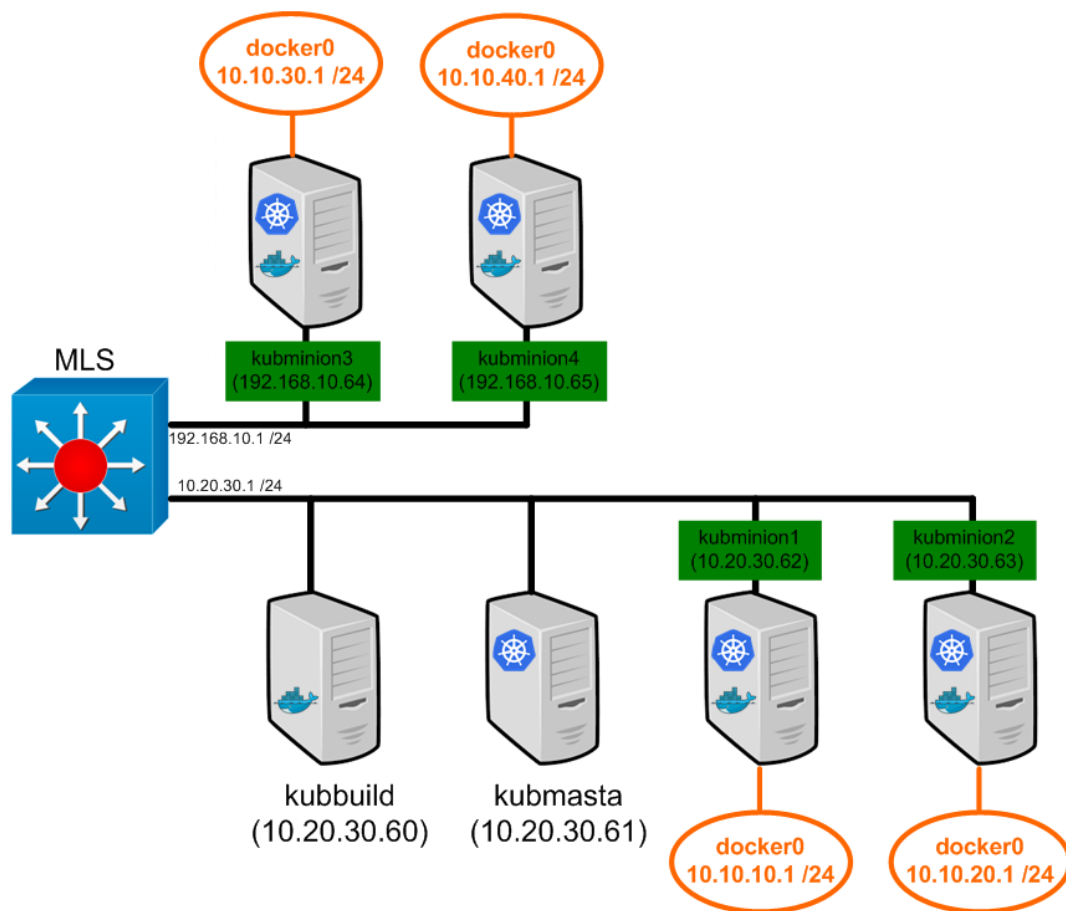 docker0
10.10.30.1 /24
docker0
10.10.40.1 /24
kubminion3
(192.168.10.64)
kubminion4
(192.168.10.65)
MLS
192.168.10.1 /24
10.20.30.1 /24
kubminion1
(10.20.30.62)
kubminion2
(10.20.30.63)
kubbuild
(10.20.30.60)
kubmasta
(10.20.30.61)
docker0
10.10.10.1 /24
docker0
10.10.20.1 /24